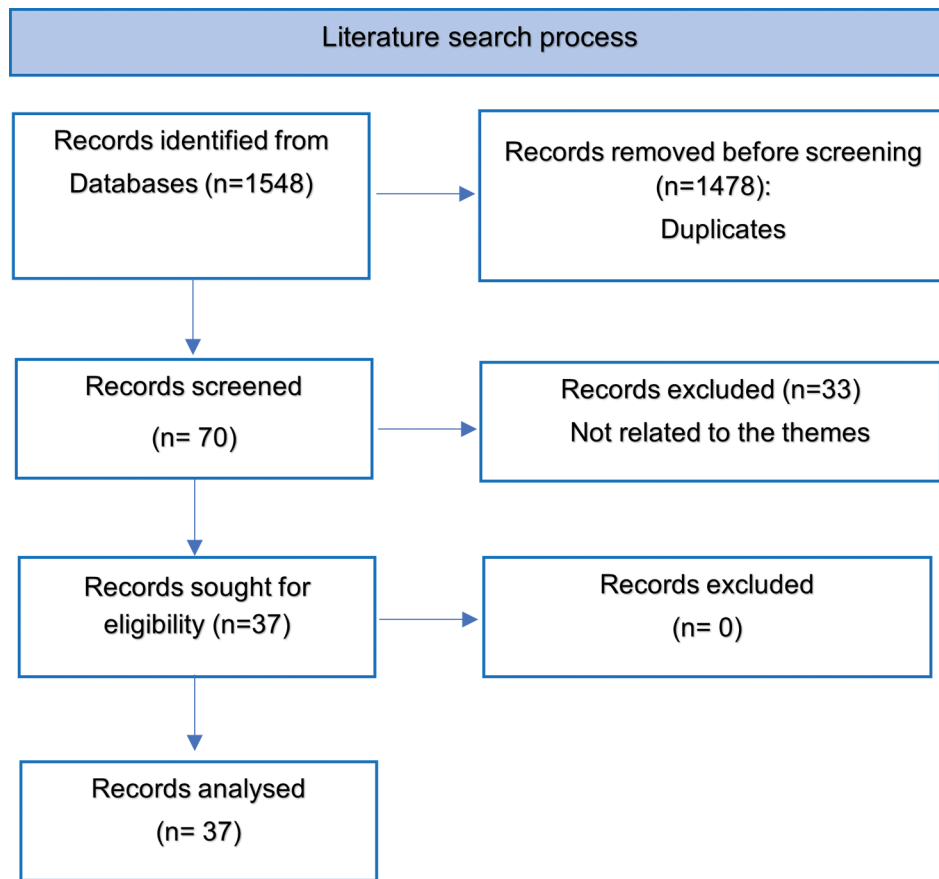 Literature search process
Records identified from
Databases (n=1548)
Records removed before screening
(n=1478):
Duplicates
Records screened
(n= 70)
Records excluded (n=33)
Not related to the themes
Records sought for
eligibility (n=37)
Records excluded
(n= 0)
Records analysed
(n= 37)